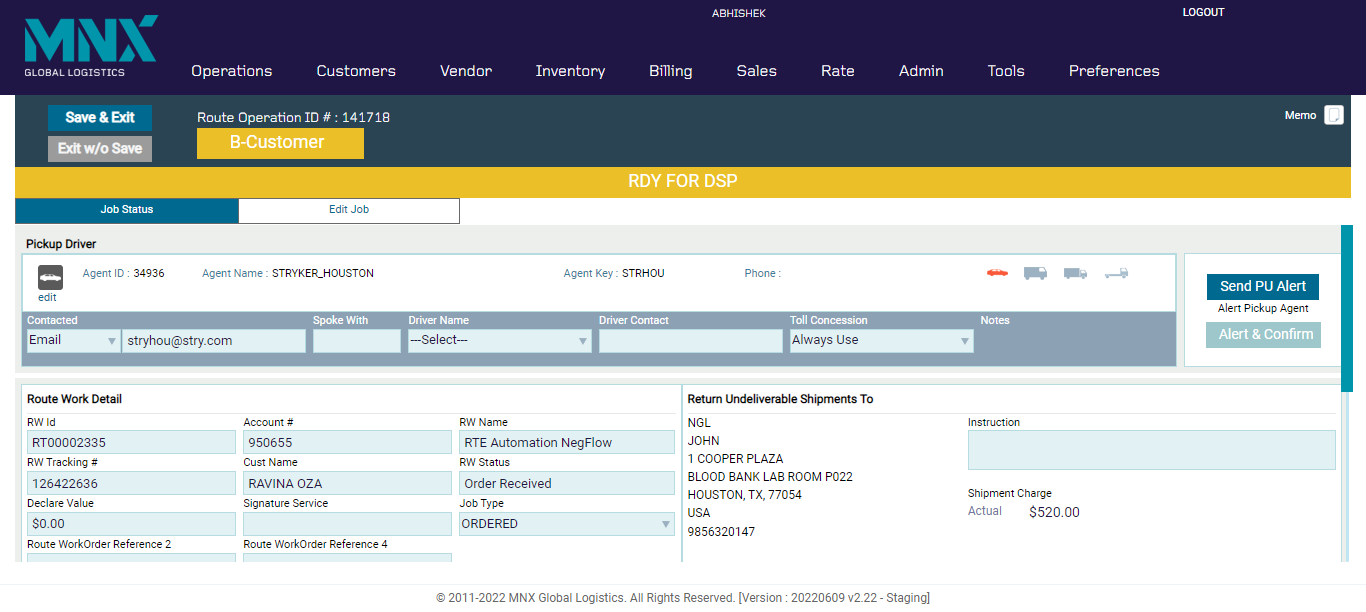 ABHISHEK
LOGOUT
MNX
GLOBAL LOGISTICS
Operations Customers Vendor Inventory Billing Sales Rate Admin Tools Preferences
Save & Exit
Route Operation ID # : 141718
Memo
Exit w/o Save
B-Customer
RDY FOR DSP
Job Status Edit Job
Pickup Driver
Agent ID : 34936 Agent Name : STRYKER_HOUSTON Agent Key : STRHOU Phone :
edit
Contacted Spoke With Driver Name Driver Contact Toll Concession Notes
Email stryhou@stry.com ---Select--- Always Use
Send PU Alert
Alert Pickup Agent
Alert & Confirm
Route Work Detail
RW Id Account # RW Name
RT00002335 950655 RTE Automation NegFlow
RW Tracking # Cust Name RW Status
126422636 RAVINA OZA Order Received
Declare Value Signature Service Job Type
$0.00 ORDERED
Route WorkOrder Reference 2 Route WorkOrder Reference 4
Return Undeliverable Shipments To
NGL
JOHN
1 COOPER PLAZA
BLOOD BANK LAB ROOM P022
HOUSTON, TX, 77054
USA
9856320147
Instruction
Shipment Charge
Actual $520.00
© 2011-2022 MNX Global Logistics. All Rights Reserved. [Version : 20220609 v2.22 - Staging]